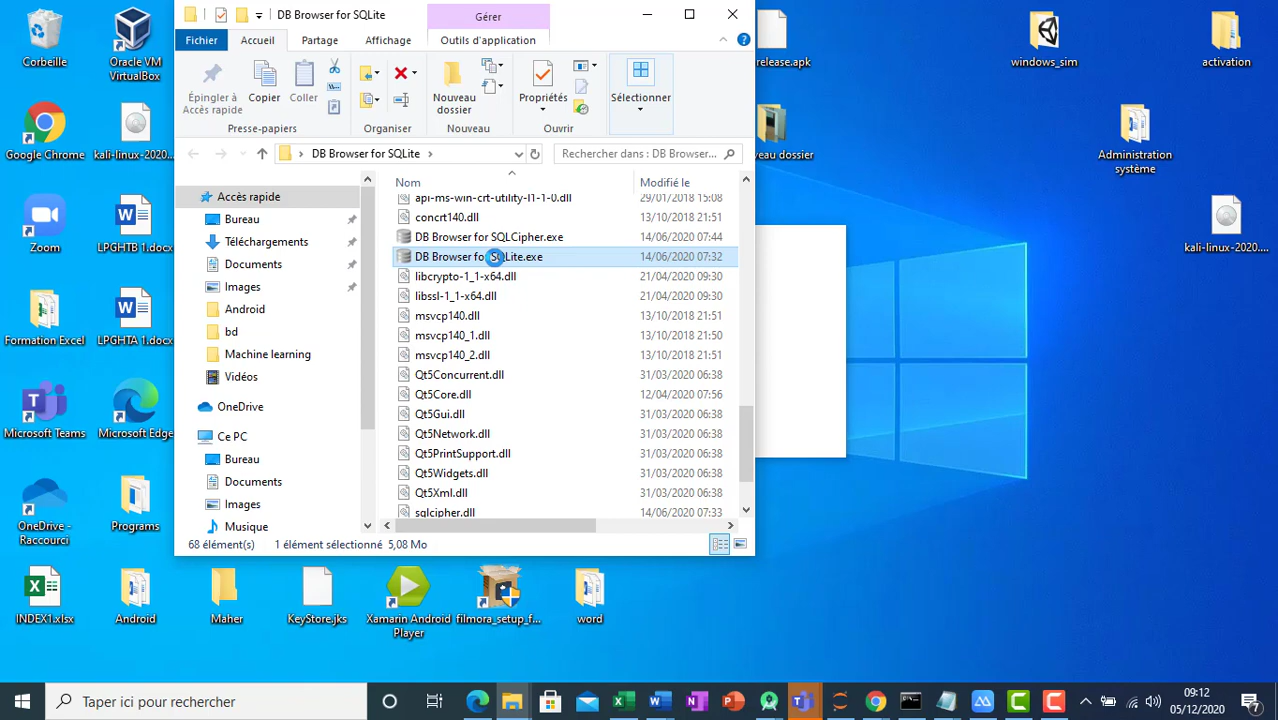 DB Browser for SQLite
Gérer
Fichier
Accueil
Partage
Affichage
Outils d'application
Épingler à
Accès rapide
Copier
Coller
Nouveau
dossier
Propriétés
Sélectionner
Presse-papiers
Organiser
Nouveau
Ouvrir
DB Browser for SQLite
Rechercher dans : DB Browser...
Nom
Modifié le
Accès rapide
Bureau
Téléchargements
Documents
Images
Android
bd
Machine learning
Vidéos
OneDrive
Ce PC
Bureau
Documents
Images
Musique
api-ms-win-crt-utility-l1-1-0.dll 29/01/2018 15:08
concrt140.dll 13/10/2018 21:51
DB Browser for SQLCipher.exe 14/06/2020 07:44
DB Browser for SQLite.exe 14/06/2020 07:32
libcrypto-1_1-x64.dll 21/04/2020 09:30
libssl-1_1-x64.dll 21/04/2020 09:30
msvcp140.dll 13/10/2018 21:51
msvcp140_1.dll 13/10/2018 21:50
msvcp140_2.dll 13/10/2018 21:51
Qt5Concurrent.dll 31/03/2020 06:38
Qt5Core.dll 12/04/2020 07:56
Qt5Gui.dll 31/03/2020 06:38
Qt5Network.dll 31/03/2020 06:38
Qt5PrintSupport.dll 31/03/2020 06:38
Qt5Widgets.dll 31/03/2020 06:38
Qt5Xml.dll 31/03/2020 06:38
sqlcipher.dll 14/06/2020 07:33
68 élément(s)
1 élément sélectionné 5,08 Mo
Corbeille
Oracle VM
VirtualBox
Google Chrome
kali-linux-2020...
Zoom
LPGHTB 1.docx
Formation Excel
LPGHTA 1.docx
Microsoft Teams
Microsoft Edge
OneDrive -
Raccourci
Programs
INDEX1.xlsx
Android
Maher
KeyStore.jks
Xamarin Android
Player
filmora_setup_f...
word
release.apk
veau dossier
windows_sim
activation
Administration
système
kali-linux-2020....
Taper ici pour rechercher
09:12
05/12/2020
7